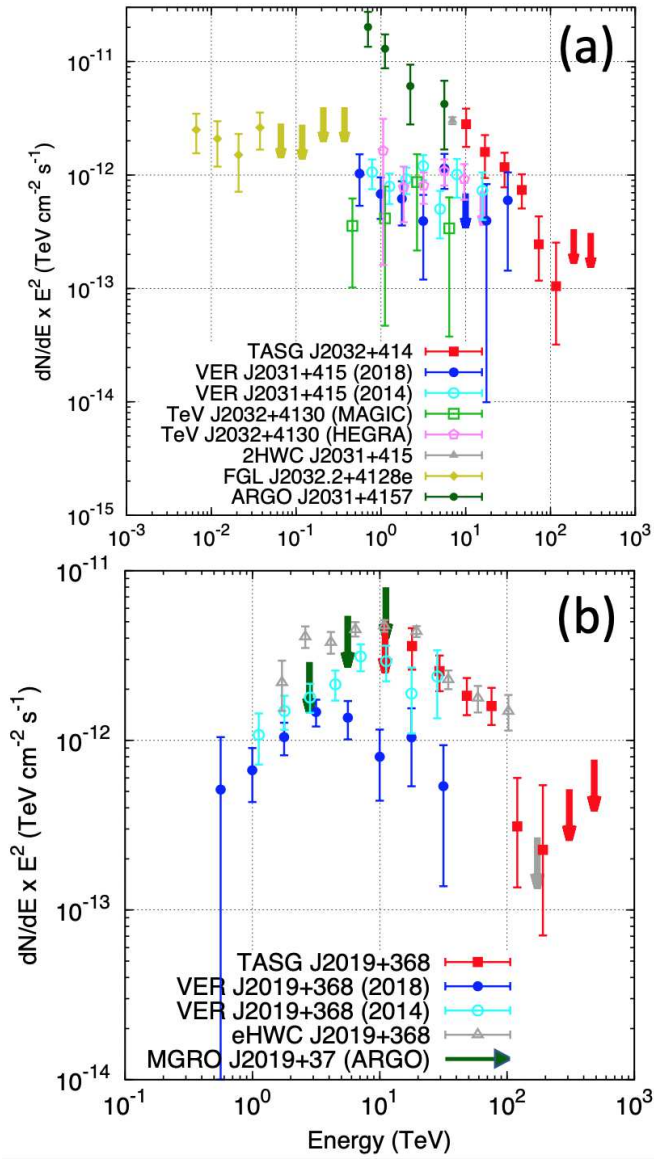 (a)
dN/dE x E² (TeV cm⁻² s⁻¹)
10⁻¹¹
10⁻¹²
10⁻¹³
10⁻¹⁴
10⁻¹⁵
TASG J2032+414
VER J2031+415 (2018)
VER J2031+415 (2014)
TeV J2032+4130 (MAGIC)
TeV J2032+4130 (HEGRA)
2HWC J2031+415
FGL J2032.2+4128e
ARGO J2031+4157
10⁻³ 10⁻² 10⁻¹ 10⁰ 10¹ 10² 10³
(b)
dN/dE x E² (TeV cm⁻² s⁻¹)
10⁻¹¹
10⁻¹²
10⁻¹³
10⁻¹⁴
TASG J2019+368
VER J2019+368 (2018)
VER J2019+368 (2014)
eHWC J2019+368
MGRO J2019+37 (ARGO)
10⁻¹ 10⁰ 10¹ 10² 10³
Energy (TeV)